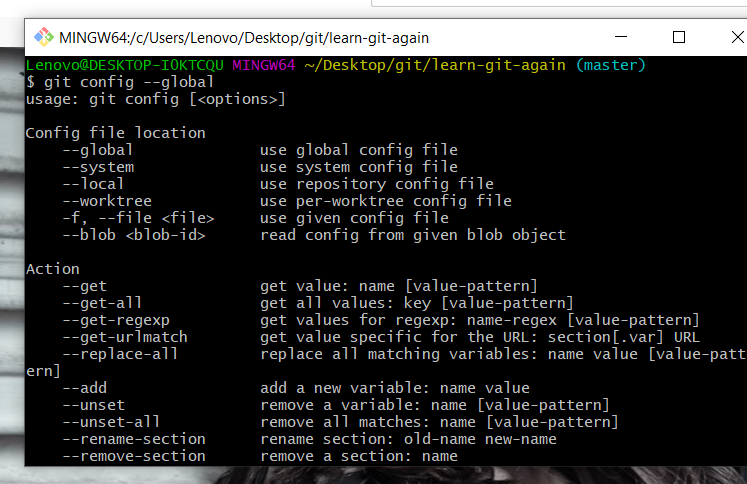 MINGW64:/c/Users/Lenovo/Desktop/git/learn-git-again
Lenovo@DESKTOP-I0KTCQU MINGW64 ~/Desktop/git/learn-git-again (master)
$ git config --global
usage: git config [<options>]
Config file location
--global use global config file
--system use system config file
--local use repository config file
--worktree use per-worktree config file
-f, --file <file> use given config file
--blob <blob-id> read config from given blob object
Action
--get get value: name [value-pattern]
--get-all get all values: key [value-pattern]
--get-regexp get values for regexp: name-regex [value-pattern]
--get-urlmatch get value specific for the URL: section[.var] URL
--replace-all replace all matching variables: name value [value-patt
ern]
--add add a new variable: name value
--unset remove a variable: name [value-pattern]
--unset-all remove all matches: name [value-pattern]
--rename-section rename section: old-name new-name
--remove-section remove a section: name